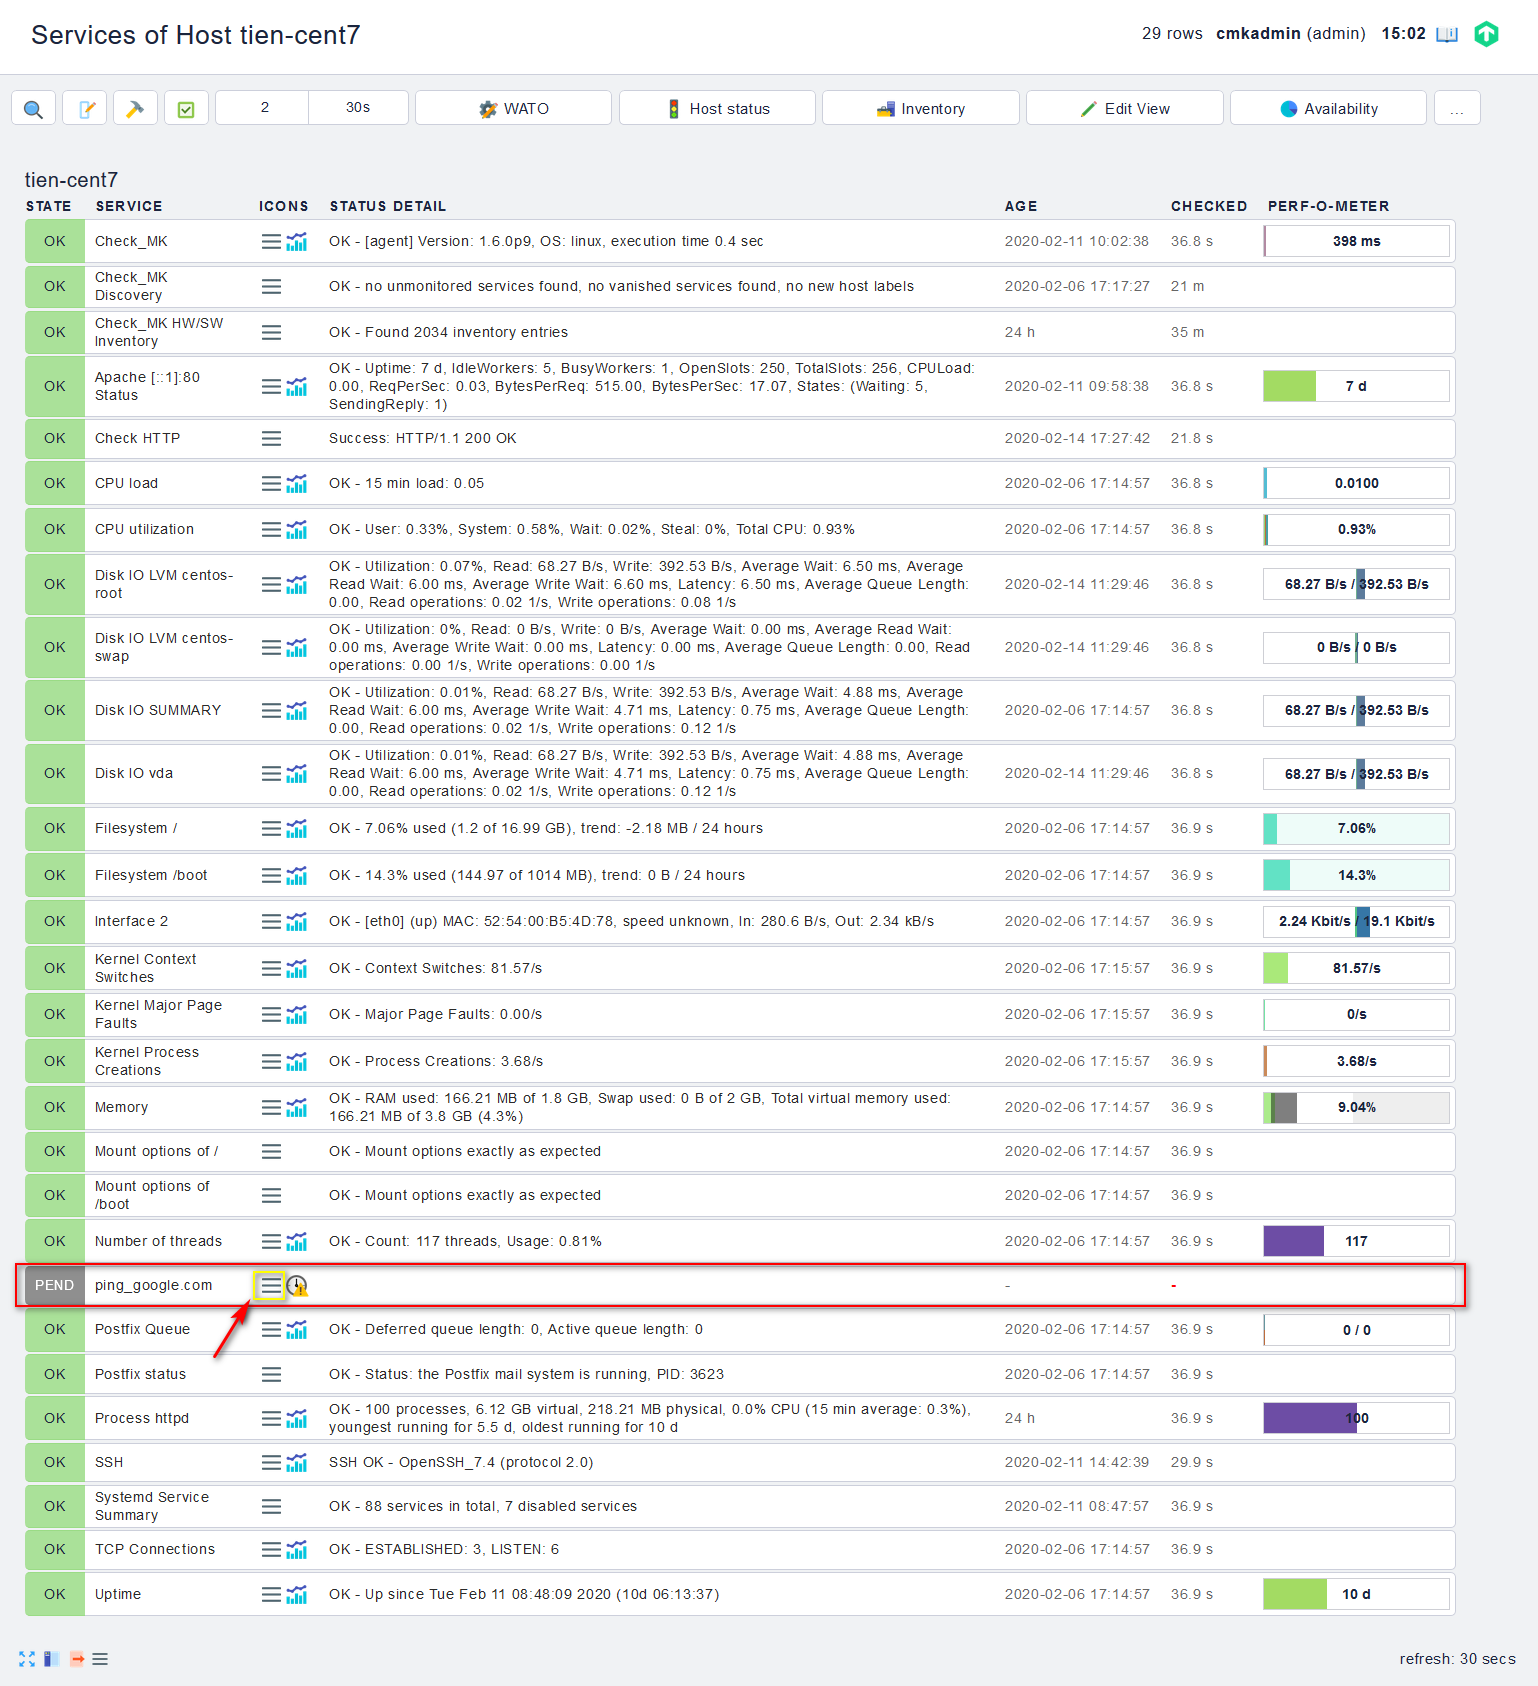 Services of Host tien-cent7
29 rows cmkadmin (admin) 15:02
2 30s WATO Host status Inventory Edit View Availability ...
tien-cent7
STATE SERVICE ICONS STATUS DETAIL AGE CHECKED PERF-O-METER
OK Check_MK OK - [agent] Version: 1.6.0p9, OS: linux, execution time 0.4 sec 2020-02-11 10:02:38 36.8 s 398 ms
OK Check_MK
Discovery OK - no unmonitored services found, no vanished services found, no new host labels 2020-02-06 17:17:27 21 m
OK Check_MK HW/SW
Inventory OK - Found 2034 inventory entries 24 h 35 m
OK Apache [::1]:80
Status OK - Uptime: 7 d, IdleWorkers: 5, BusyWorkers: 1, OpenSlots: 250, TotalSlots: 256, CPULoad:
0.00, ReqPerSec: 0.03, BytesPerReq: 515.00, BytesPerSec: 17.07, States: (Waiting: 5,
SendingReply: 1) 2020-02-11 09:58:38 36.8 s 7 d
OK Check HTTP Success: HTTP/1.1 200 OK 2020-02-14 17:27:42 21.8 s
OK CPU load OK - 15 min load: 0.05 2020-02-06 17:14:57 36.8 s 0.0100
OK CPU utilization OK - User: 0.33%, System: 0.58%, Wait: 0.02%, Steal: 0%, Total CPU: 0.93% 2020-02-06 17:14:57 36.8 s 0.93%
OK Disk IO LVM centos-
root OK - Utilization: 0.07%, Read: 68.27 B/s, Write: 392.53 B/s, Average Wait: 6.50 ms, Average
Read Wait: 6.00 ms, Average Write Wait: 6.60 ms, Latency: 6.50 ms, Average Queue Length:
0.00, Read operations: 0.02 1/s, Write operations: 0.08 1/s 2020-02-14 11:29:46 36.8 s 68.27 B/s / 392.53 B/s
OK Disk IO LVM centos-
swap OK - Utilization: 0%, Read: 0 B/s, Write: 0 B/s, Average Wait: 0.00 ms, Average Read Wait:
0.00 ms, Average Write Wait: 0.00 ms, Latency: 0.00 ms, Average Queue Length: 0.00, Read
operations: 0.00 1/s, Write operations: 0.00 1/s 2020-02-14 11:29:46 36.8 s 0 B/s / 0 B/s
OK Disk IO SUMMARY OK - Utilization: 0.01%, Read: 68.27 B/s, Write: 392.53 B/s, Average Wait: 4.88 ms, Average
Read Wait: 6.00 ms, Average Write Wait: 4.71 ms, Latency: 0.75 ms, Average Queue Length:
0.00, Read operations: 0.02 1/s, Write operations: 0.12 1/s 2020-02-06 17:14:57 36.8 s 68.27 B/s / 392.53 B/s
OK Disk IO vda OK - Utilization: 0.01%, Read: 68.27 B/s, Write: 392.53 B/s, Average Wait: 4.88 ms, Average
Read Wait: 6.00 ms, Average Write Wait: 4.71 ms, Latency: 0.75 ms, Average Queue Length:
0.00, Read operations: 0.02 1/s, Write operations: 0.12 1/s 2020-02-14 11:29:46 36.8 s 68.27 B/s / 392.53 B/s
OK Filesystem / OK - 7.06% used (1.2 of 16.99 GB), trend: -2.18 MB / 24 hours 2020-02-06 17:14:57 36.9 s 7.06%
OK Filesystem /boot OK - 14.3% used (144.97 of 1014 MB), trend: 0 B / 24 hours 2020-02-06 17:14:57 36.9 s 14.3%
OK Interface 2 OK - [eth0] (up) MAC: 52:54:00:B5:4D:78, speed unknown, In: 280.6 B/s, Out: 2.34 kB/s 2020-02-06 17:14:57 36.9 s 2.24 Kbit/s / 19.1 Kbit/s
OK Kernel Context
Switches OK - Context Switches: 81.57/s 2020-02-06 17:15:57 36.9 s 81.57/s
OK Kernel Major Page
Faults OK - Major Page Faults: 0.00/s 2020-02-06 17:15:57 36.9 s 0/s
OK Kernel Process
Creations OK - Process Creations: 3.68/s 2020-02-06 17:15:57 36.9 s 3.68/s
OK Memory OK - RAM used: 166.21 MB of 1.8 GB, Swap used: 0 B of 2 GB, Total virtual memory used:
166.21 MB of 3.8 GB (4.3%) 2020-02-06 17:14:57 36.9 s 9.04%
OK Mount options of / OK - Mount options exactly as expected 2020-02-06 17:14:57 36.9 s
OK Mount options of
/boot OK - Mount options exactly as expected 2020-02-06 17:14:57 36.9 s
OK Number of threads OK - Count: 117 threads, Usage: 0.81% 2020-02-06 17:14:57 36.9 s 117
PEND ping_google.com - -
OK Postfix Queue OK - Deferred queue length: 0, Active queue length: 0 2020-02-06 17:14:57 36.9 s 0 / 0
OK Postfix status OK - Status: the Postfix mail system is running, PID: 3623 2020-02-06 17:14:57 36.9 s
OK Process httpd OK - 100 processes, 6.12 GB virtual, 218.21 MB physical, 0.0% CPU (15 min average: 0.3%),
youngest running for 5.5 d, oldest running for 10 d 24 h 36.9 s 100
OK SSH SSH OK - OpenSSH_7.4 (protocol 2.0) 2020-02-11 14:42:39 29.9 s
OK Systemd Service
Summary OK - 88 services in total, 7 disabled services 2020-02-11 08:47:57 36.9 s
OK TCP Connections OK - ESTABLISHED: 3, LISTEN: 6 2020-02-06 17:14:57 36.9 s
OK Uptime OK - Up since Tue Feb 11 08:48:09 2020 (10d 06:13:37) 2020-02-06 17:14:57 36.9 s 10 d
refresh: 30 secs